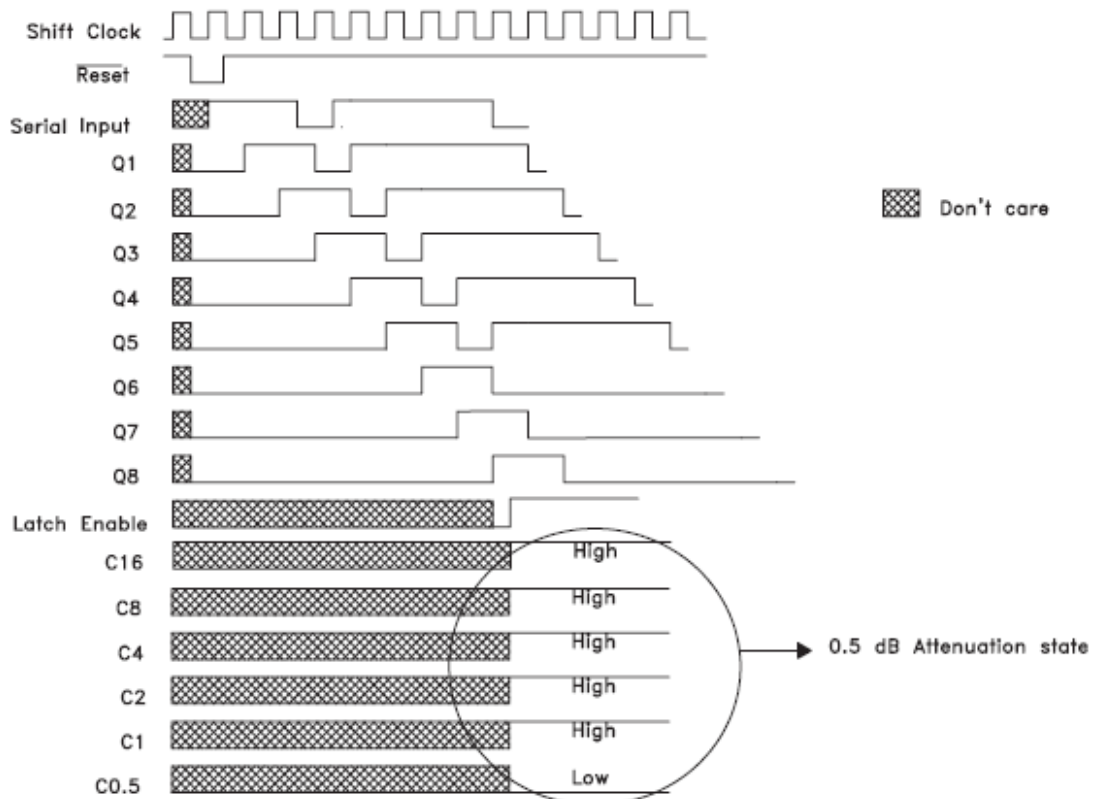 Shift Clock
Reset
Serial Input
Q1
Q2
Don't care
Q3
Q4
Q5
Q6
Q7
Q8
Latch Enable
C16 High
C8 High
C4 High
0.5 dB Attenuation state
C2 High
C1 High
C0.5 Low